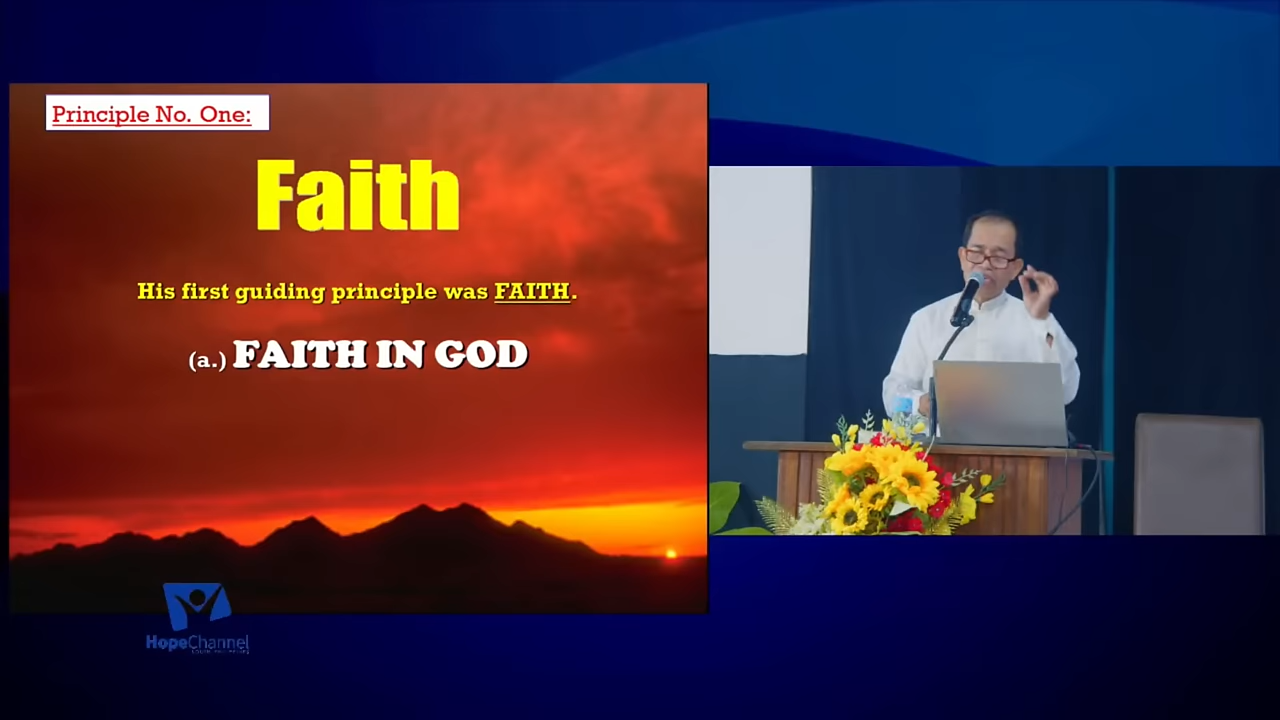 Principle No. One:
Faith
His first guiding principle was FAITH.
(a.) FAITH IN GOD
HopeChannel